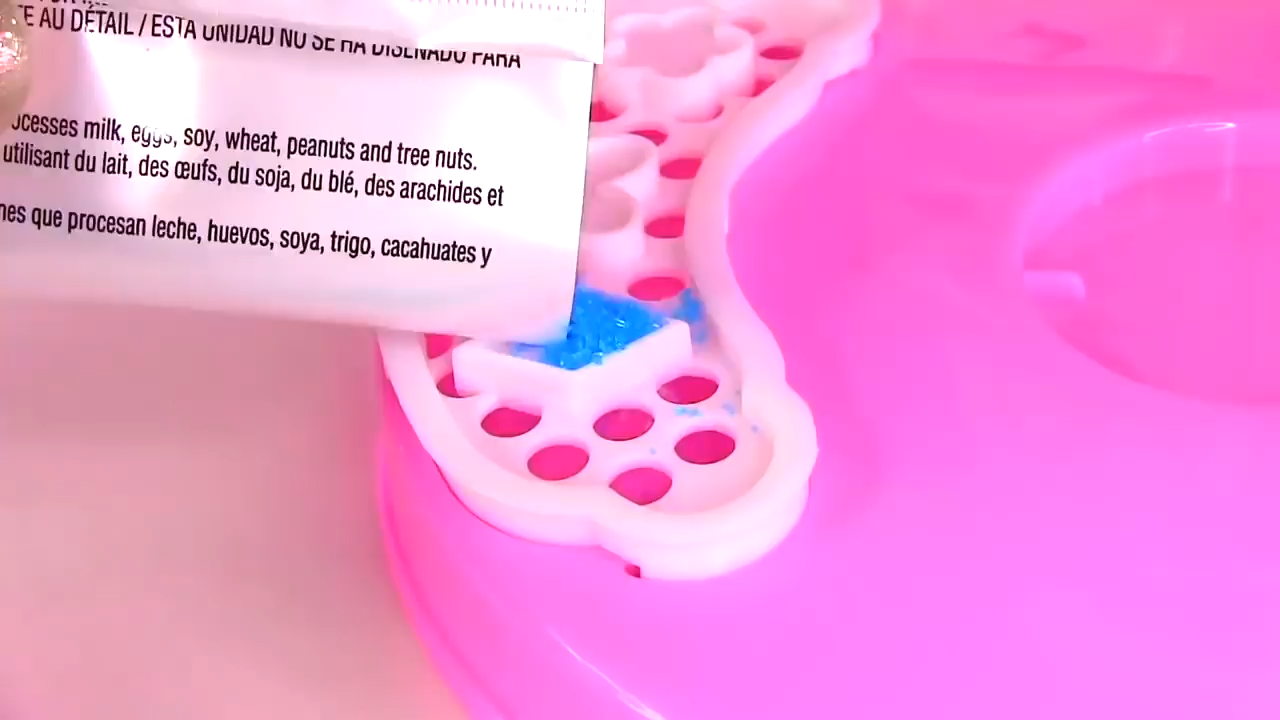 E AU DÉTAIL / ESTA UNIDAD NO SE HA DISEÑADO PARA
ocesses milk, eggs, soy, wheat, peanuts and tree nuts.
utilisant du lait, des œufs, du soja, du blé, des arachides et
nes que procesan leche, huevos, soya, trigo, cacahuates y